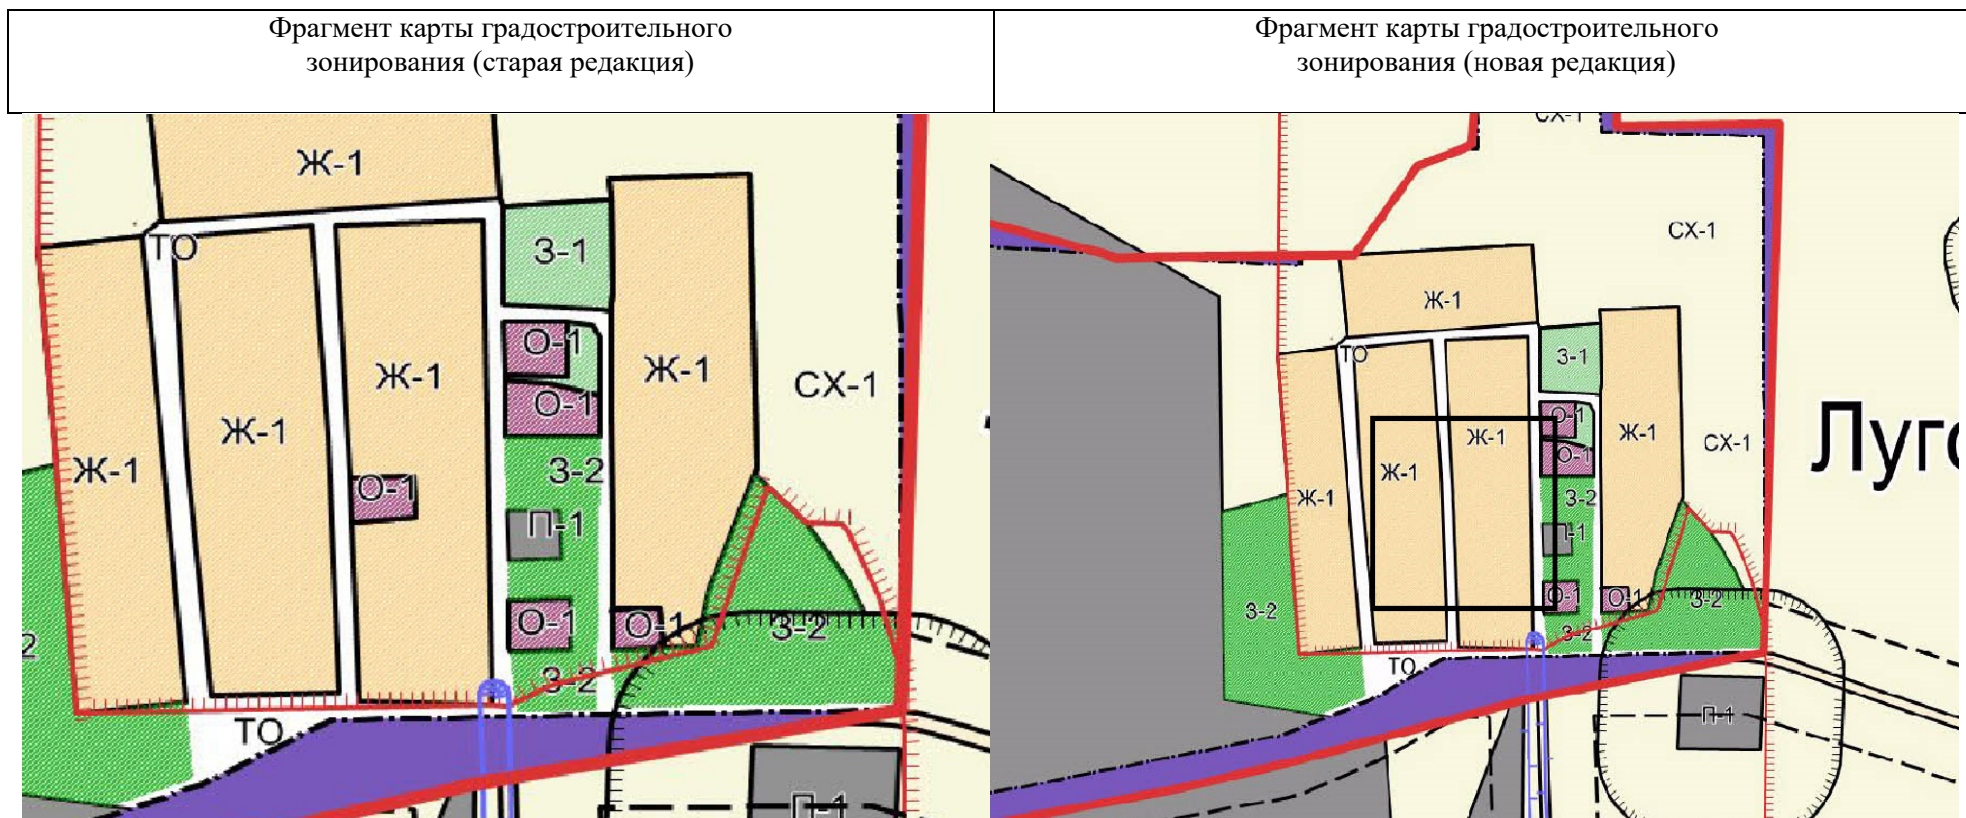 Фрагмент карты градостроительного
зонирования (старая редакция)
Фрагмент карты градостроительного
зонирования (новая редакция)
Ж-1
ТО
З-1
О-1
Ж-1
Ж-1
СХ-1
О-1
Ж-1
Ж-1
З-2
О-1
П-1
О-1
О-1
З-2
2
З-2
ТО
П-1
СХ-1
СХ-1
Ж-1
ТО
З-1
О-1
Ж-1
Ж-1
СХ-1
Луго
О-1
Ж-1
Ж-1
З-2
П-1
О-1
О-1
З-2
З-2
З-2
ТО
П-1